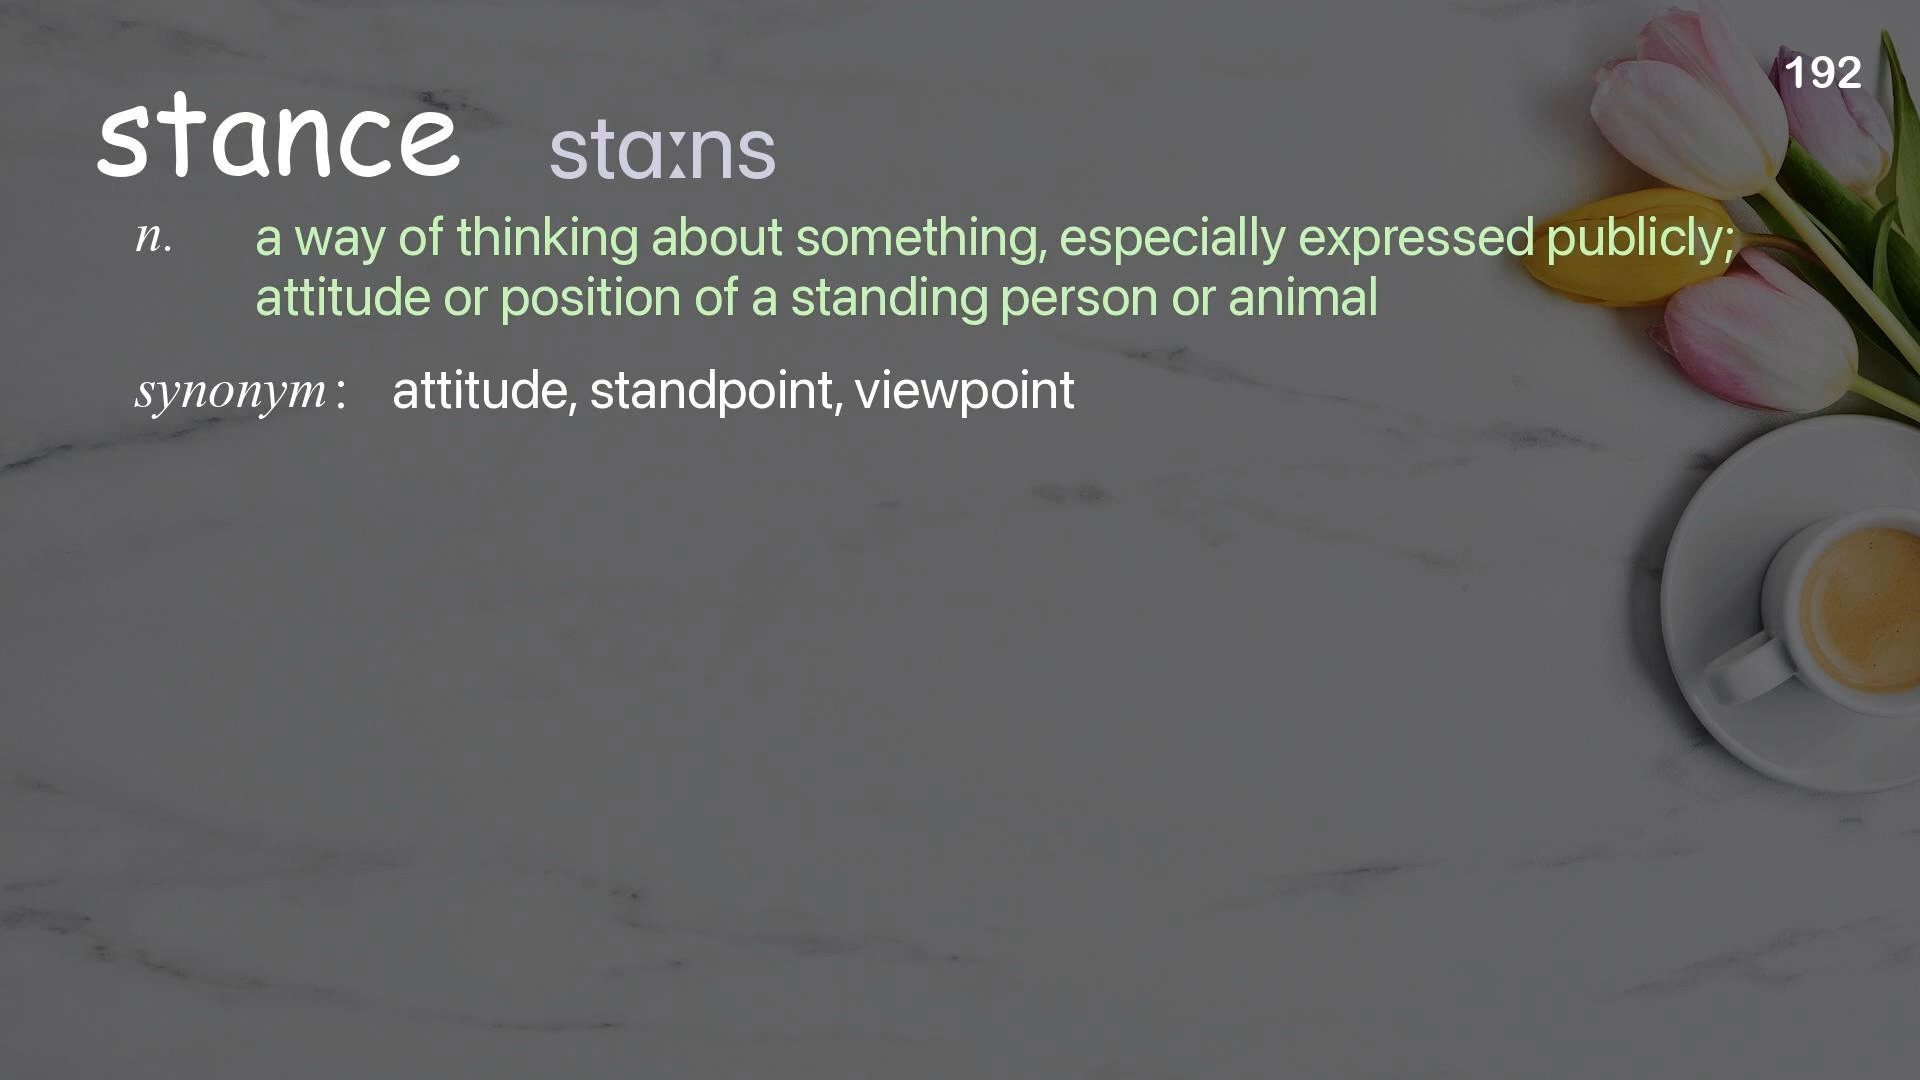 192
stance stɑːns
n. a way of thinking about something, especially expressed publicly;
attitude or position of a standing person or animal
synonym : attitude, standpoint, viewpoint